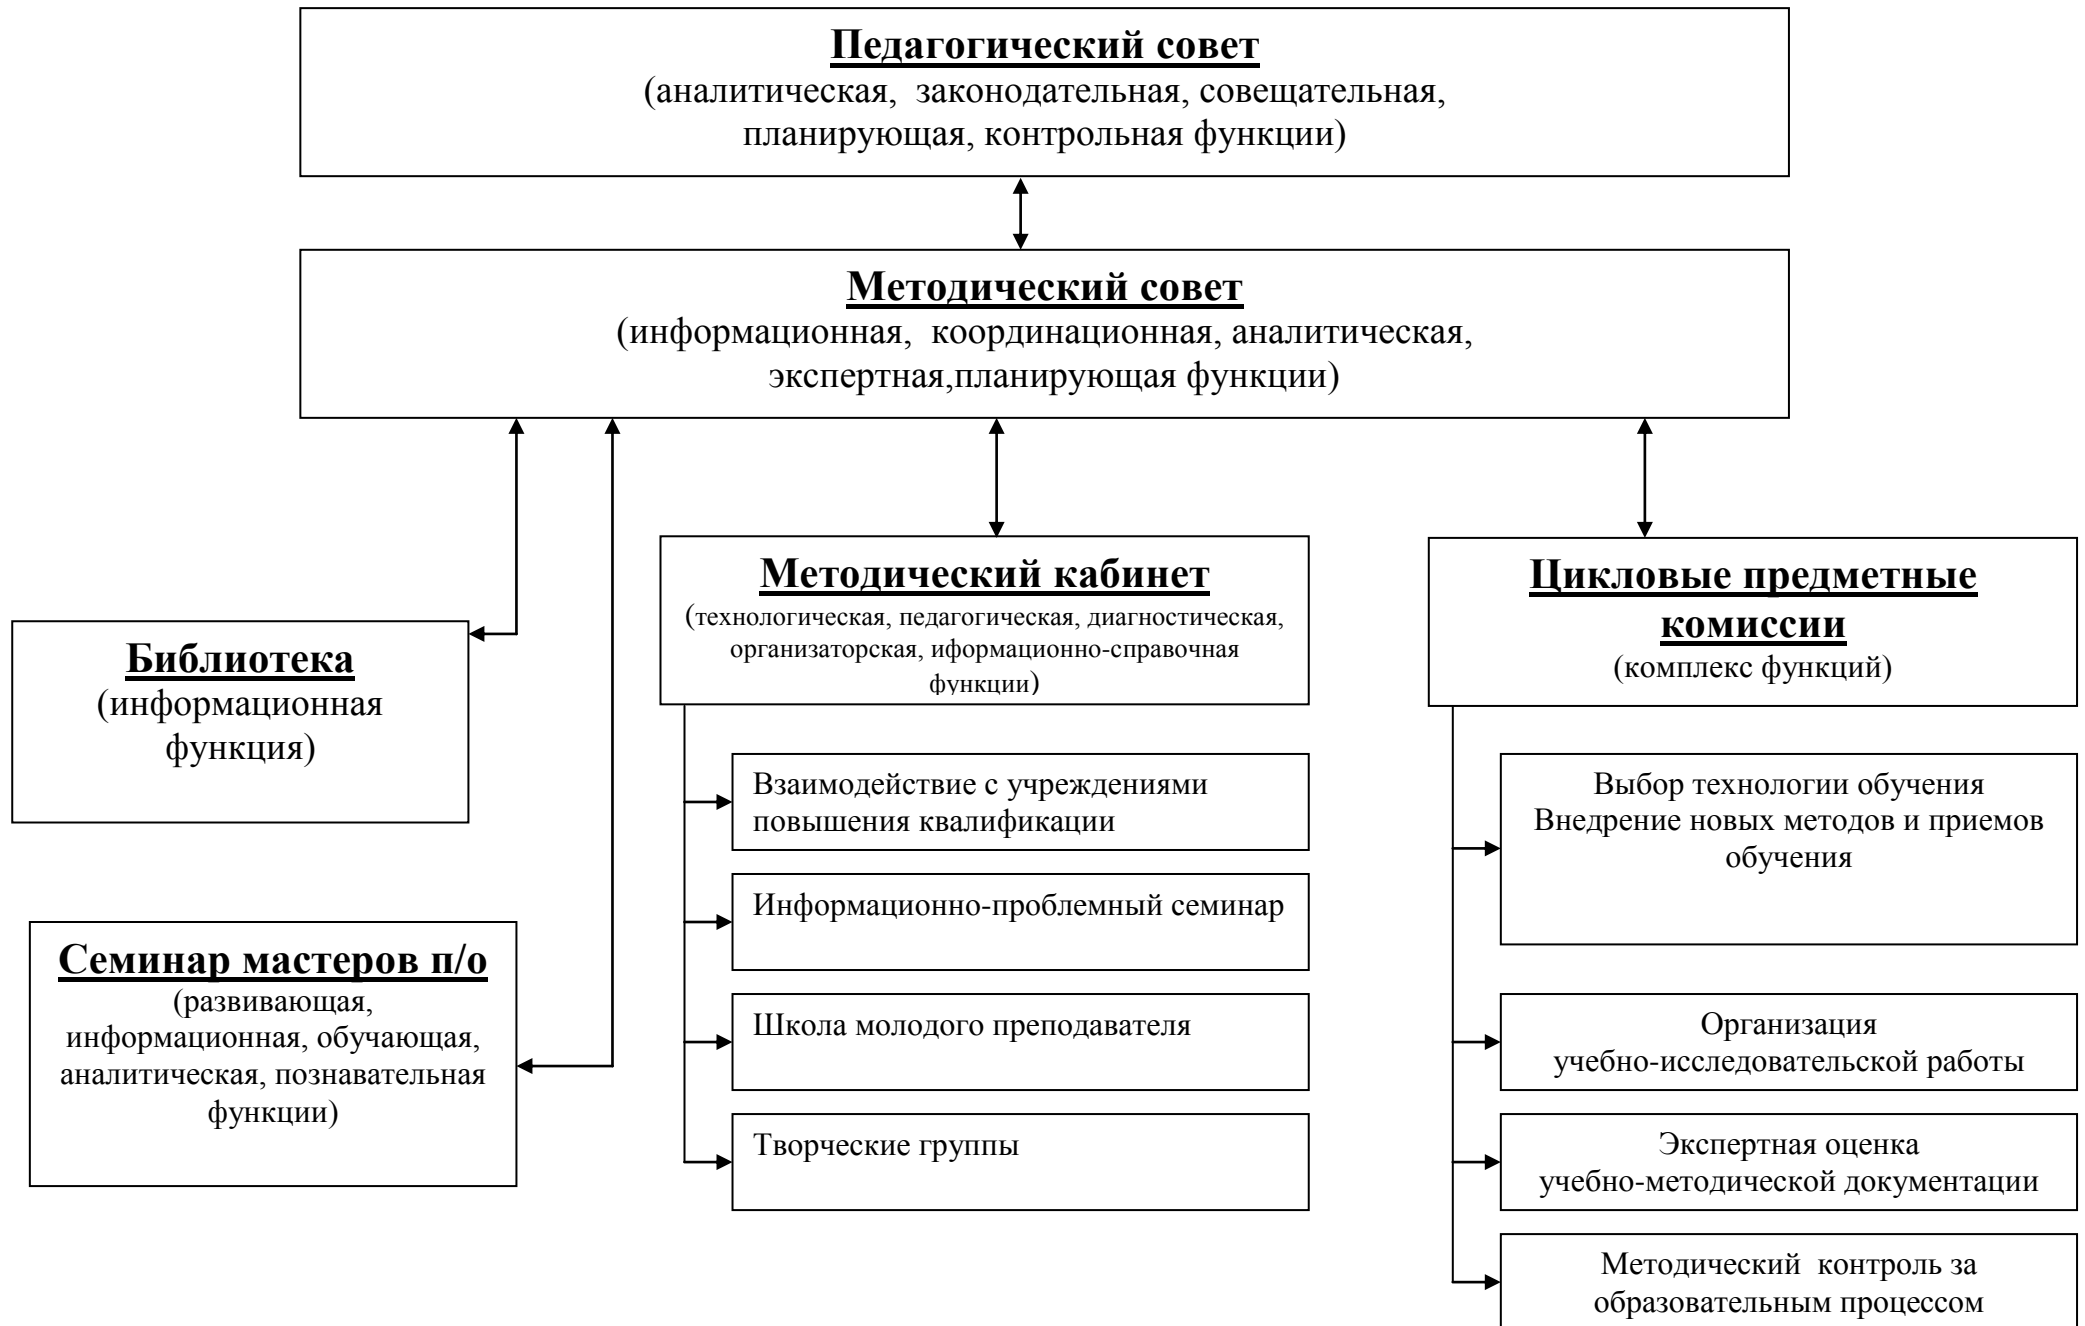 Педагогический совет
(аналитическая, законодательная, совещательная,
планирующая, контрольная функции)
Методический совет
(информационная, координационная, аналитическая,
экспертная,планирующая функции)
Библиотека
(информационная
функция)
Семинар мастеров п/о
(развивающая,
информационная, обучающая,
аналитическая, познавательная
функции)
Методический кабинет
(технологическая, педагогическая, диагностическая,
организаторская, иформационно-справочная
функции)
Взаимодействие с учреждениями
повышения квалификации
Информационно-проблемный семинар
Школа молодого преподавателя
Творческие группы
Цикловые предметные
комиссии
(комплекс функций)
Выбор технологии обучения
Внедрение новых методов и приемов
обучения
Организация
учебно-исследовательской работы
Экспертная оценка
учебно-методической документации
Методический контроль за
образовательным процессом